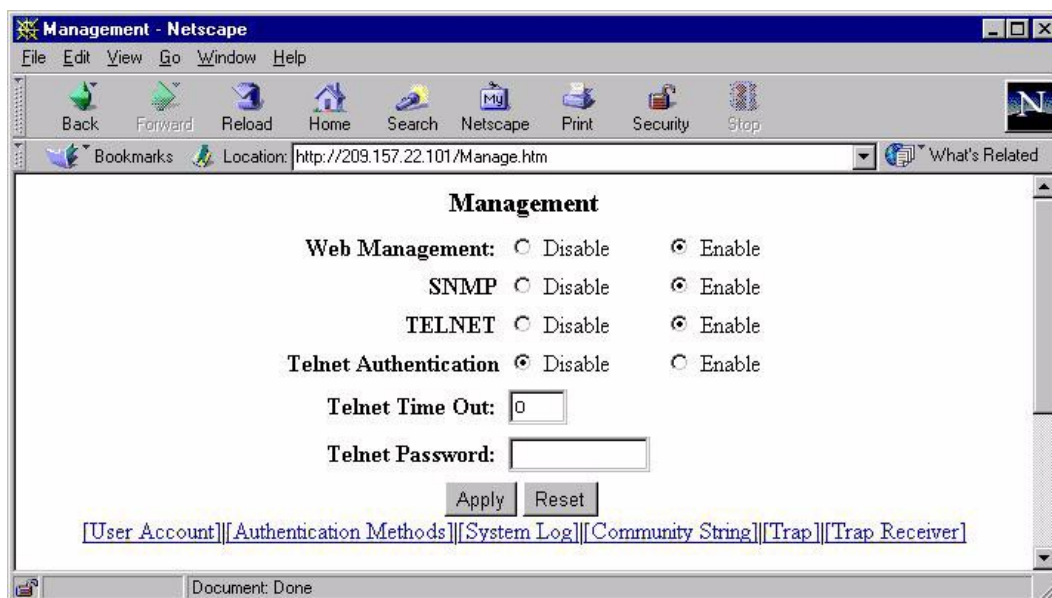 Management - Netscape
File Edit View Go Window Help
Back Forward Reload Home Search Netscape Print Security Stop
My
N
Bookmarks Location: http://209.157.22.101/Manage.htm What's Related
Management
Web Management: Disable Enable
SNMP Disable Enable
TELNET Disable Enable
Telnet Authentication Disable Enable
Telnet Time Out: 0
Telnet Password:
Apply Reset
[User Account]|[Authentication Methods]|[System Log]|[Community String]|[Trap]|[Trap Receiver]
Document: Done